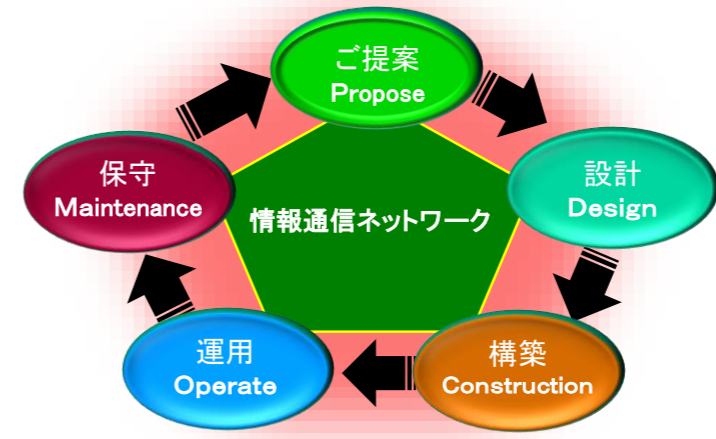 ご提案
Propose
設計
Design
構築
Construction
運用
Operate
保守
Maintenance
情報通信ネットワーク